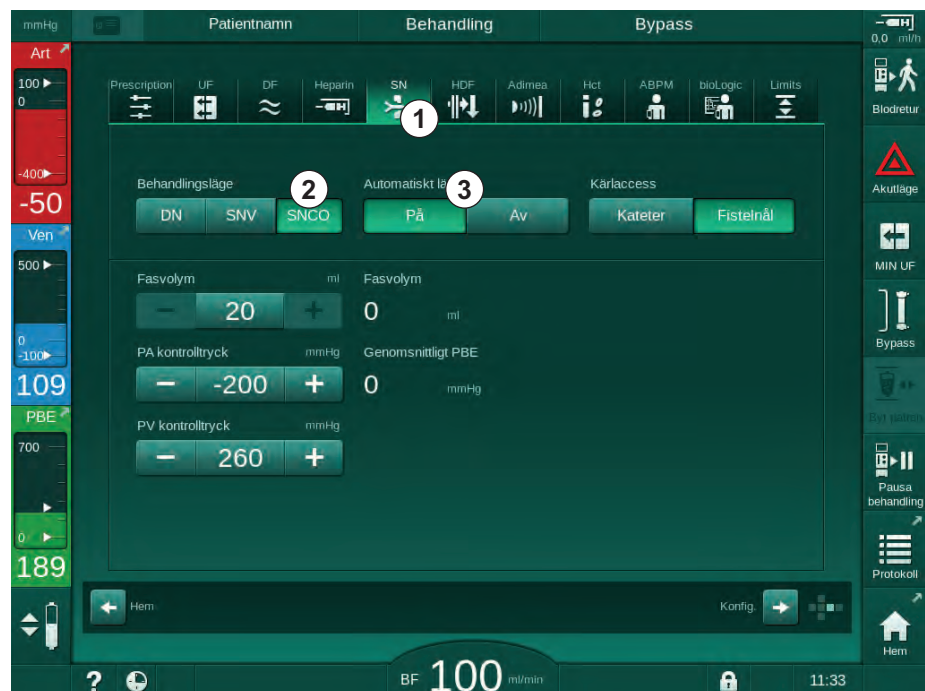 mmHg
Patientnamn
Behandling
Bypass
0,0 ml/h
Art
100
0
-400
-50
Ven
500
0
-100
109
PBE
700
0
189
Prescription
UF
DF
Heparin
SN
HDF
Adimea
Hct
ABPM
bioLogic
Limits
1
Behandlingsläge
2
Automatiskt lä
3
Kärlaccess
DN
SNV
SNCO
På
Av
Kateter
Fistelnål
Fasvolym
ml
Fasvolym
20
0
ml
PA kontrolltryck
mmHg
Genomsnittligt PBE
-200
0
mmHg
PV kontrolltryck
mmHg
260
Hem
Konfig.
BF 100 ml/min
11:33
Blodretur
Akutläge
MIN UF
Bypass
Byt patron
Pausa
behandling
Protokoll
Hem